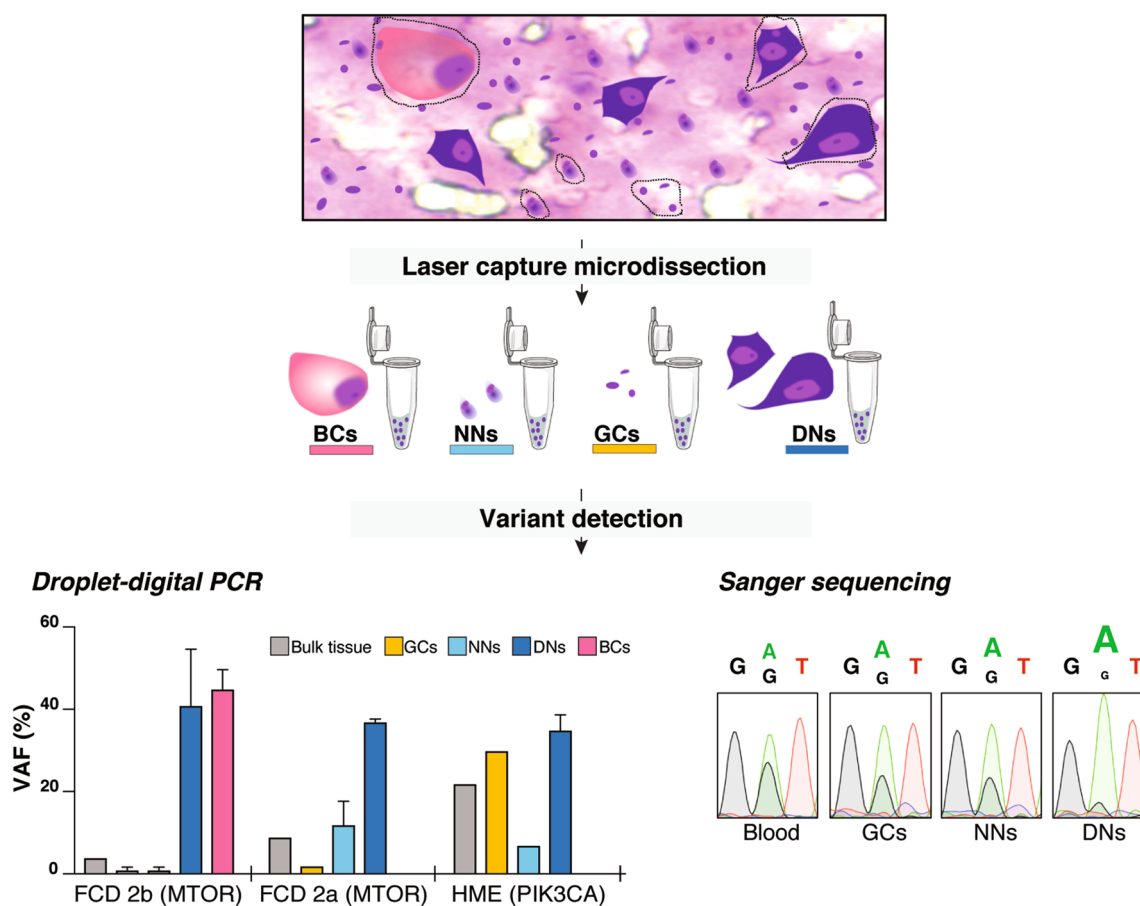 Laser capture microdissection
BCs NNs GCs DNs
Variant detection
Droplet-digital PCR
Sanger sequencing
60
40
20
0
VAF (%)
Bulk tissue GCs NNs DNs BCs
FCD 2b (MTOR) FCD 2a (MTOR) HME (PIK3CA)
G A T G A T G A T G A T
G G G G
Blood GCs NNs DNs